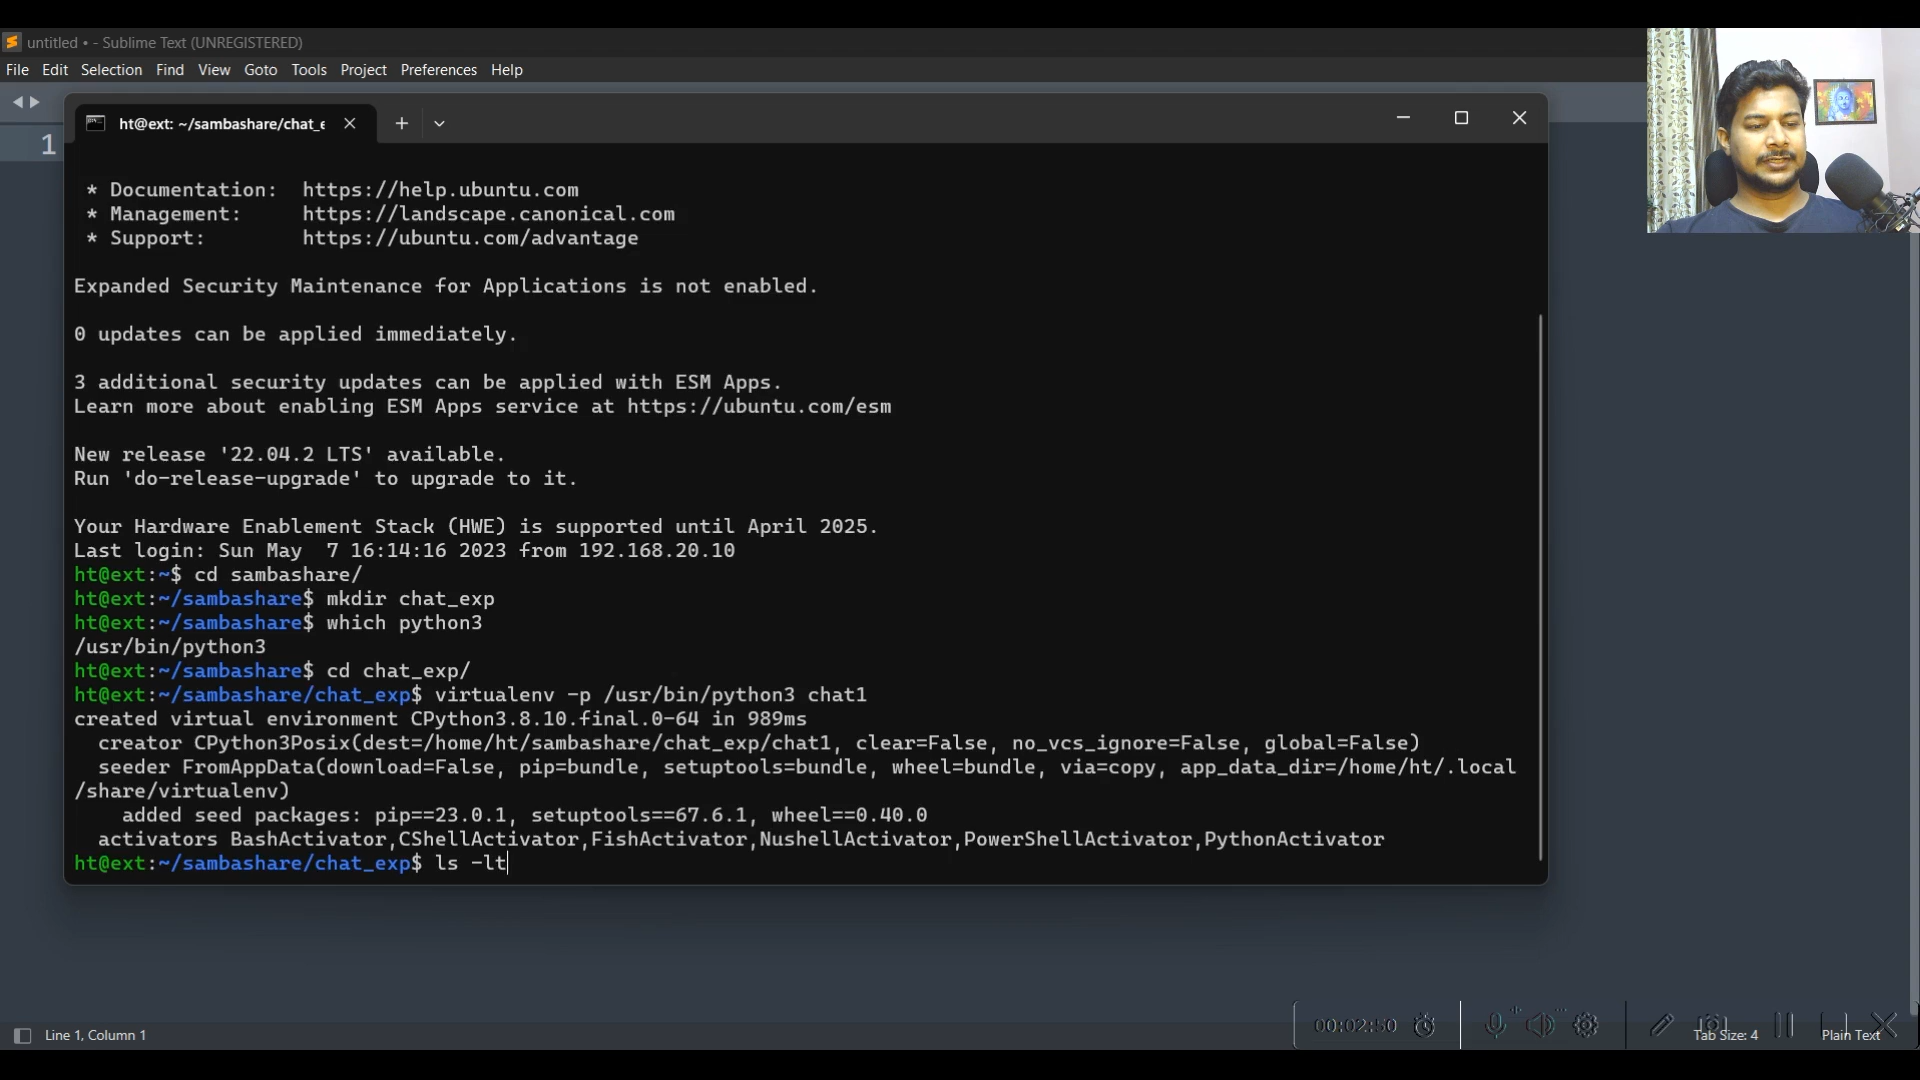 untitled • - Sublime Text (UNREGISTERED)
File Edit Selection Find View Goto Tools Project Preferences Help
ht@ext: ~/sambashare/chat_e
1
* Documentation: https://help.ubuntu.com
* Management: https://landscape.canonical.com
* Support: https://ubuntu.com/advantage
Expanded Security Maintenance for Applications is not enabled.
0 updates can be applied immediately.
3 additional security updates can be applied with ESM Apps.
Learn more about enabling ESM Apps service at https://ubuntu.com/esm
New release '22.04.2 LTS' available.
Run 'do-release-upgrade' to upgrade to it.
Your Hardware Enablement Stack (HWE) is supported until April 2025.
Last login: Sun May  7 16:14:16 2023 from 192.168.20.10
ht@ext:~$ cd sambashare/
ht@ext:~/sambashare$ mkdir chat_exp
ht@ext:~/sambashare$ which python3
/usr/bin/python3
ht@ext:~/sambashare$ cd chat_exp/
ht@ext:~/sambashare/chat_exp$ virtualenv -p /usr/bin/python3 chat1
created virtual environment CPython3.8.10.final.0-64 in 989ms
creator CPython3Posix(dest=/home/ht/sambashare/chat_exp/chat1, clear=False, no_vcs_ignore=False, global=False)
seeder FromAppData(download=False, pip=bundle, setuptools=bundle, wheel=bundle, via=copy, app_data_dir=/home/ht/.local
/share/virtualenv)
added seed packages: pip==23.0.1, setuptools==67.6.1, wheel==0.40.0
activators BashActivator,CShellActivator,FishActivator,NushellActivator,PowerShellActivator,PythonActivator
ht@ext:~/sambashare/chat_exp$ ls -lt
00:02:50
Line 1, Column 1
Tab Size: 4
Plain Text